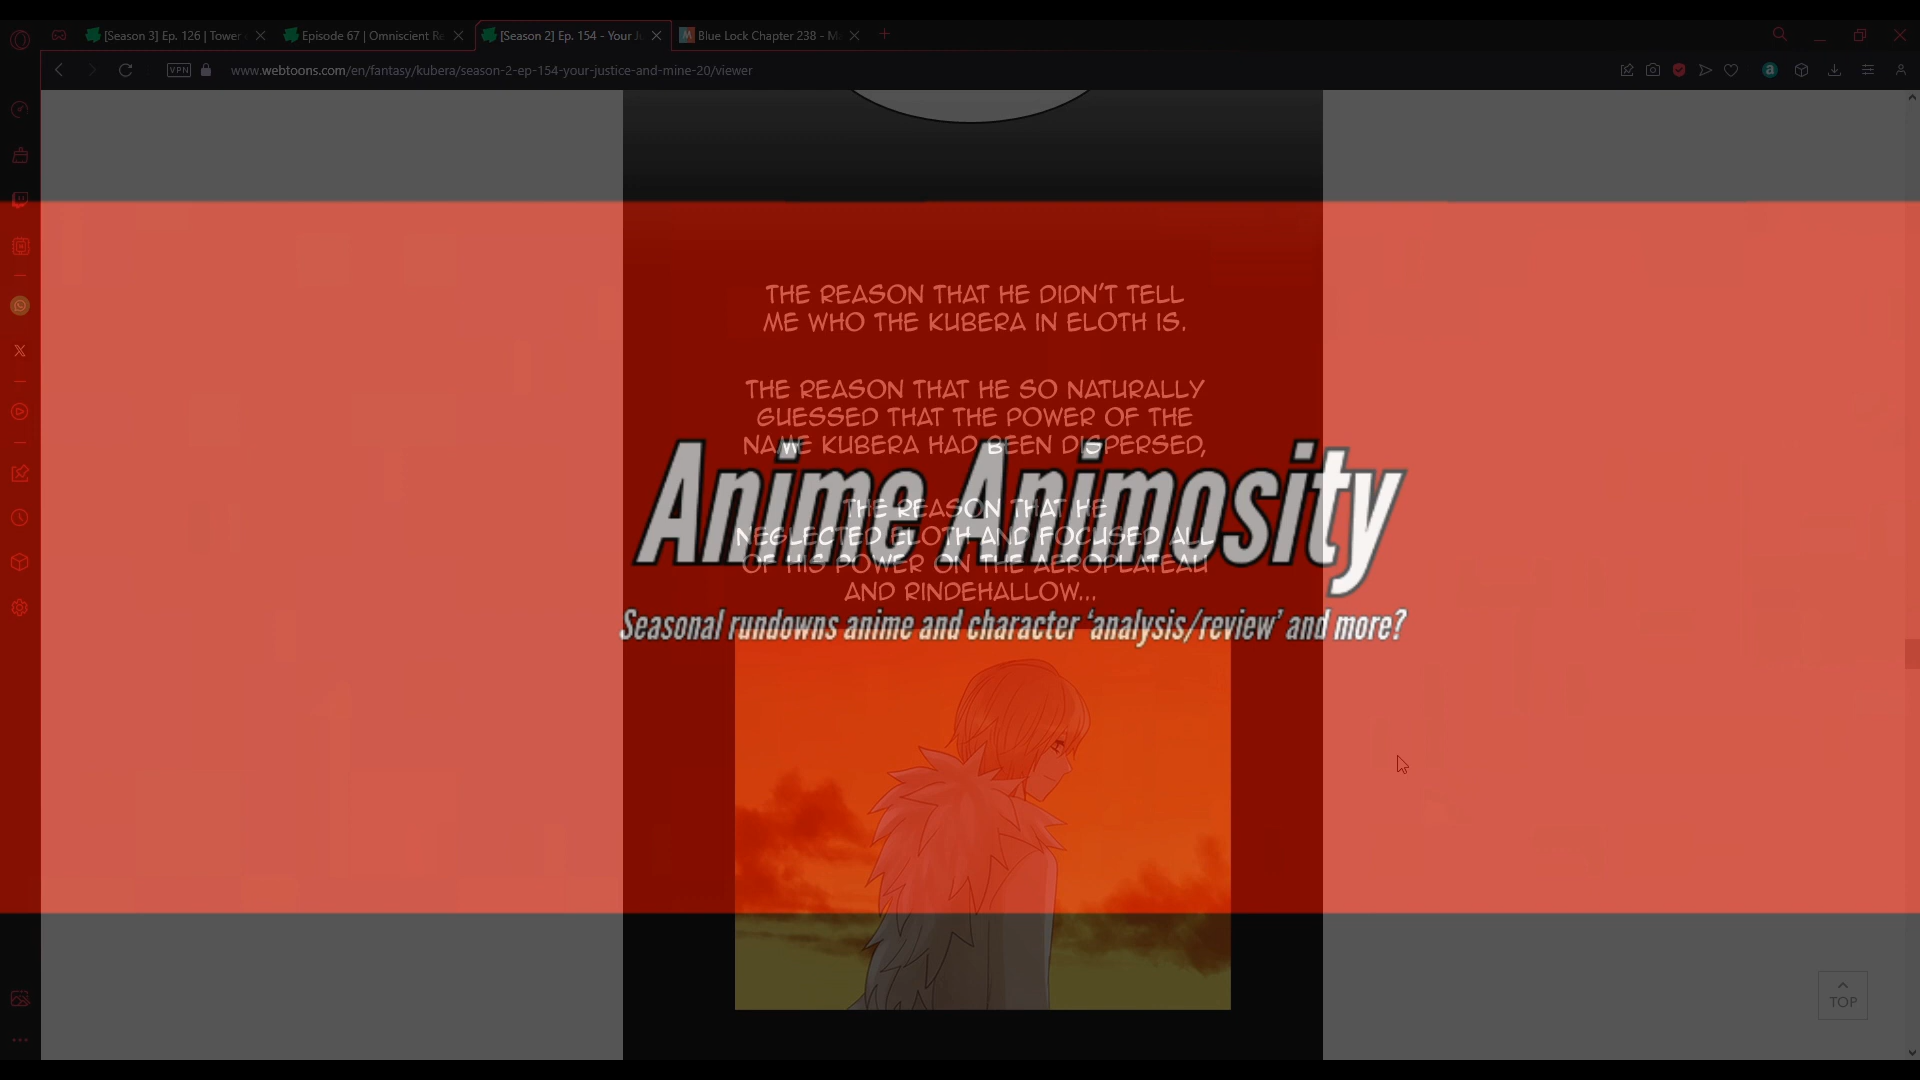 [Season 3] Ep. 126 | Tower
Episode 67 | Omniscient Re
[Season 2] Ep. 154 - Your Ju
Blue Lock Chapter 238 - M
VPN
www.webtoons.com/en/fantasy/kubera/season-2-ep-154-your-justice-and-mine-20/viewer
THE REASON THAT HE DIDN'T TELL
ME WHO THE KUBERA IN ELOTH IS.
THE REASON THAT HE SO NATURALLY
GUESSED THAT THE POWER OF THE
NAME KUBERA HAD BEEN DISPERSED,
Anime Animosity
THE REASON THAT HE
NEGLECTED ELOTH AND FOCUSED ALL
OF HIS POWER ON THE AEROPLATEAU
AND RINDEHALLOW...
Seasonal rundowns anime and character 'analysis/review' and more?
TOP